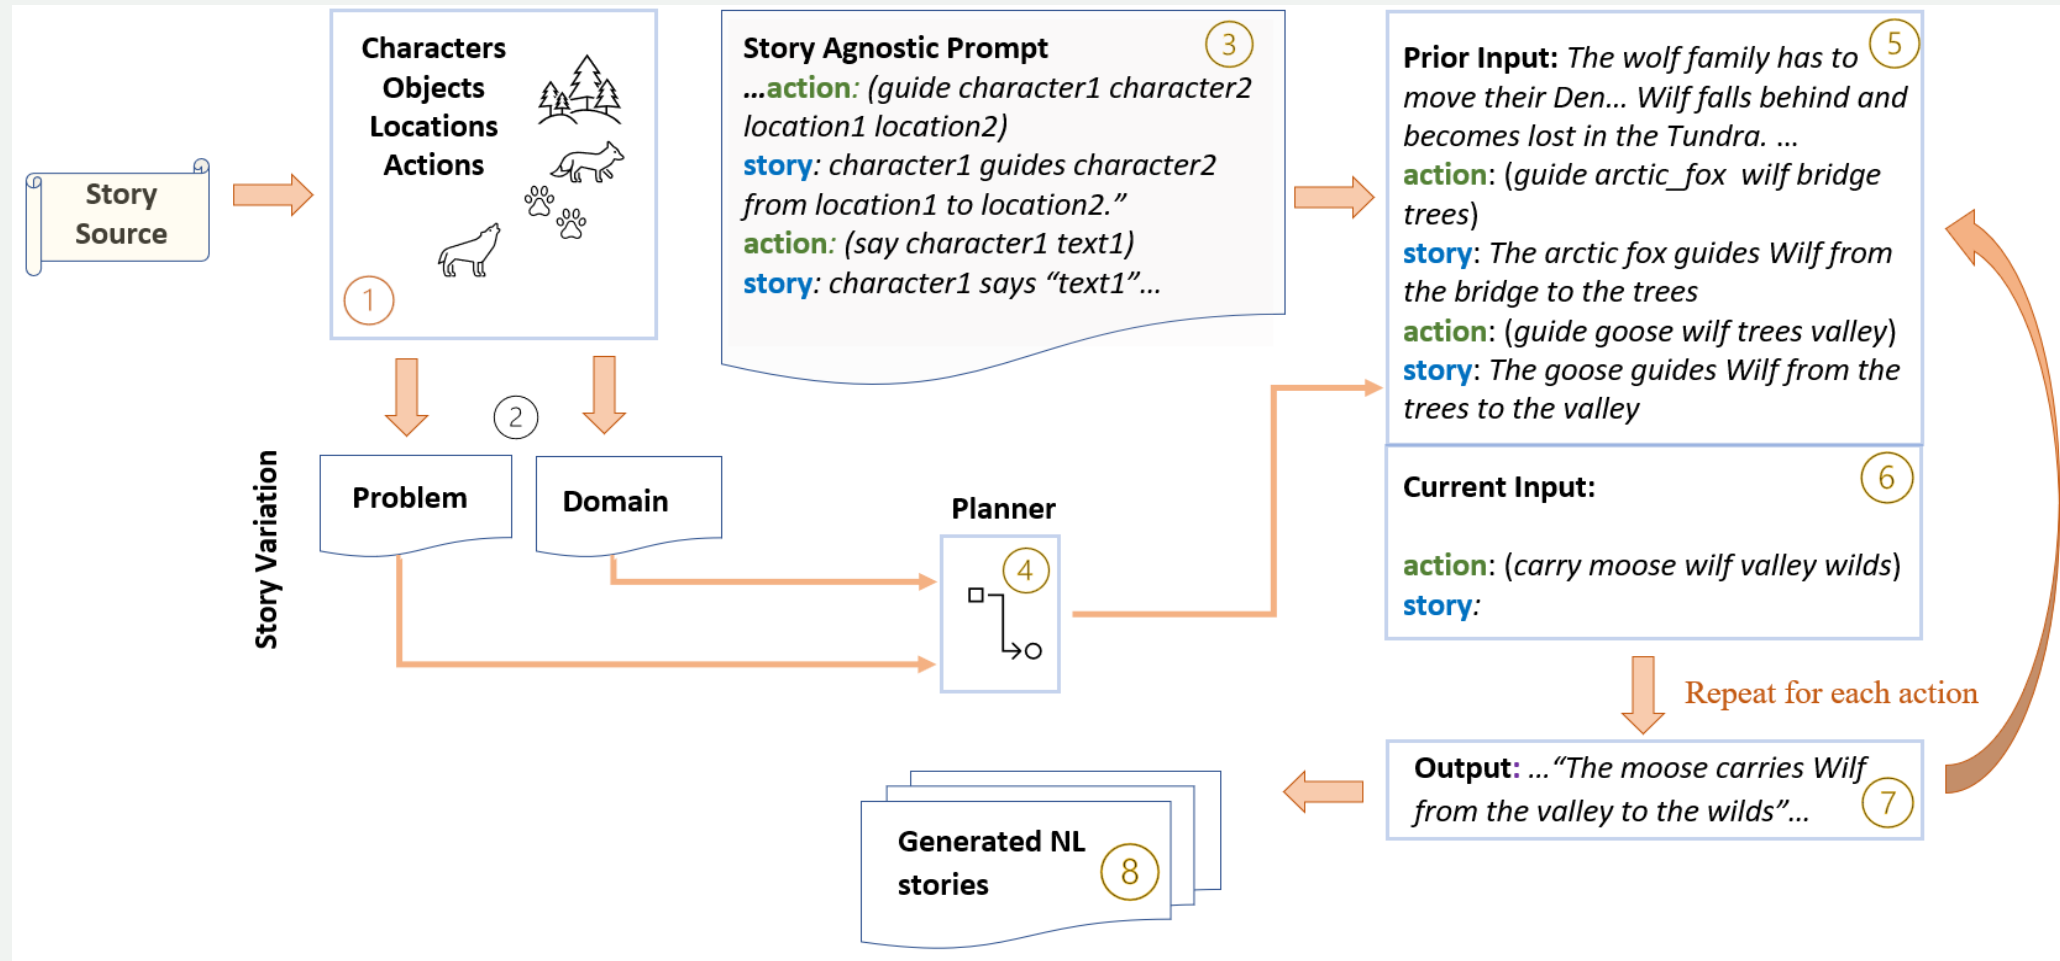 Story
Source
Characters
Objects
Locations
Actions
1
2
Story Variation
Problem
Domain
Story Agnostic Prompt
3
...action: (guide character1 character2
location1 location2)
story: character1 guides character2
from location1 to location2.”
action: (say character1 text1)
story: character1 says “text1”...
Planner
4
5
Prior Input: The wolf family has to
move their Den... Wilf falls behind and
becomes lost in the Tundra. ...
action: (guide arctic_fox wilf bridge
trees)
story: The arctic fox guides Wilf from
the bridge to the trees
action: (guide goose wilf trees valley)
story: The goose guides Wilf from the
trees to the valley
6
Current Input:
action: (carry moose wilf valley wilds)
story:
Repeat for each action
Output: ...“The moose carries Wilf
from the valley to the wilds”...
7
Generated NL
stories
8